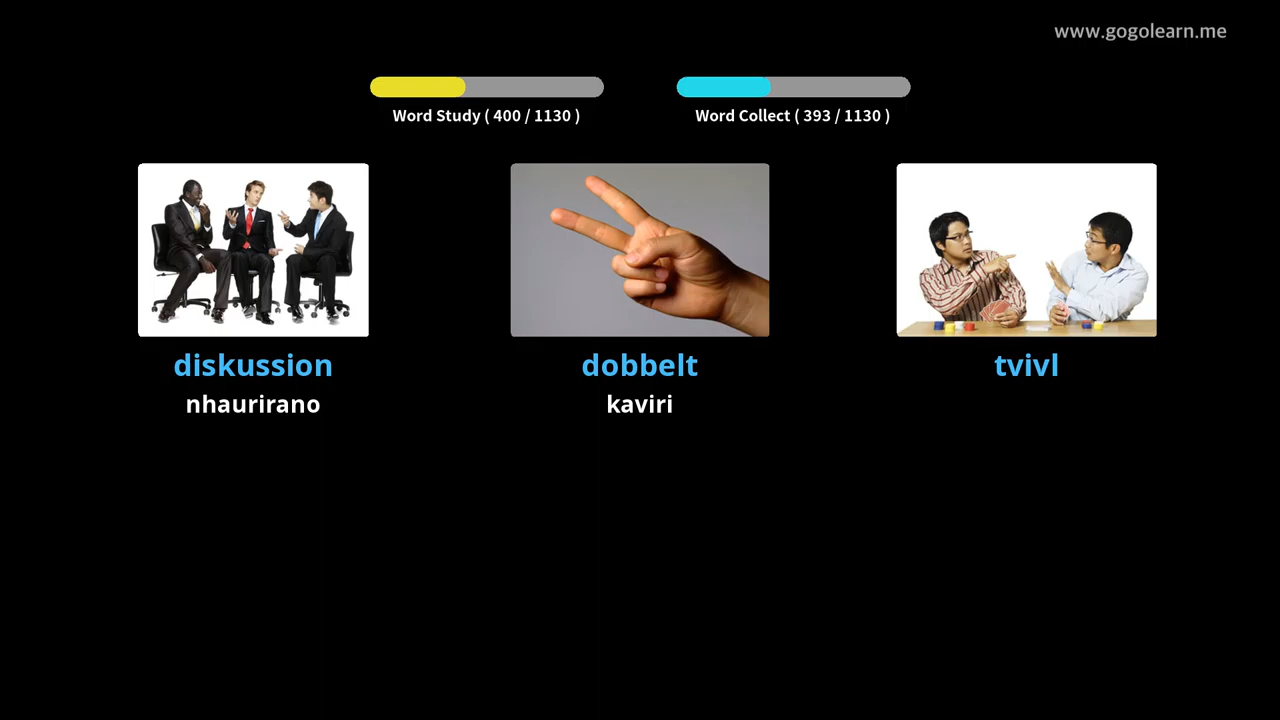 www.gogolearn.me
Word Study ( 400 / 1130 )
Word Collect ( 393 / 1130 )
diskussion
dobbelt
tvivl
nhaurirano
kaviri